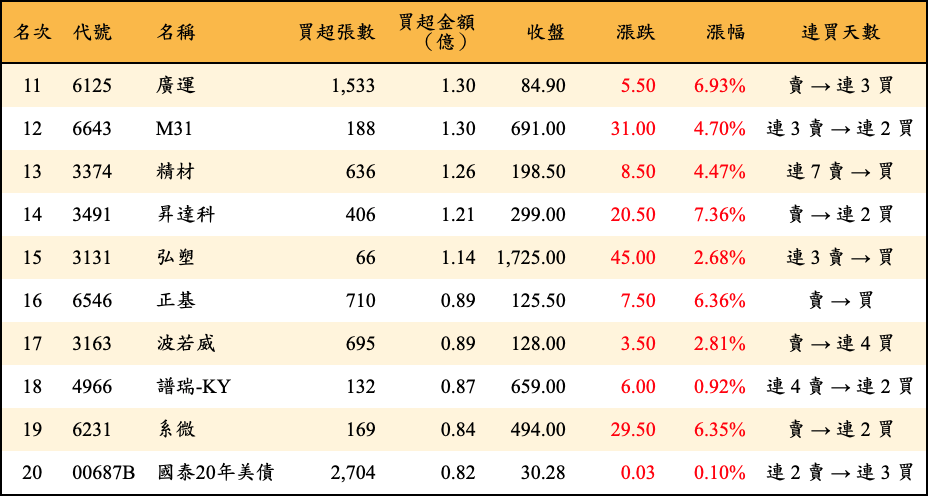 名次 代號 名稱 買超張數 買超金額（億） 收盤 漲跌 漲幅 連買天數
11 6125 廣運 1,533 1.30 84.90 5.50 6.93% 賣 → 連 3 買
12 6643 M31 188 1.30 691.00 31.00 4.70% 連 3 賣 → 連 2 買
13 3374 精材 636 1.26 198.50 8.50 4.47% 連 7 賣 → 買
14 3491 昇達科 406 1.21 299.00 20.50 7.36% 賣 → 連 2 買
15 3131 弘塑 66 1.14 1,725.00 45.00 2.68% 連 3 賣 → 買
16 6546 正基 710 0.89 125.50 7.50 6.36% 賣 → 買
17 3163 波若威 695 0.89 128.00 3.50 2.81% 賣 → 連 4 買
18 4966 譜瑞-KY 132 0.87 659.00 6.00 0.92% 連 4 賣 → 連 2 買
19 6231 系微 169 0.84 494.00 29.50 6.35% 賣 → 連 2 買
20 00687B 國泰20年美債 2,704 0.82 30.28 0.03 0.10% 連 2 賣 → 連 3 買